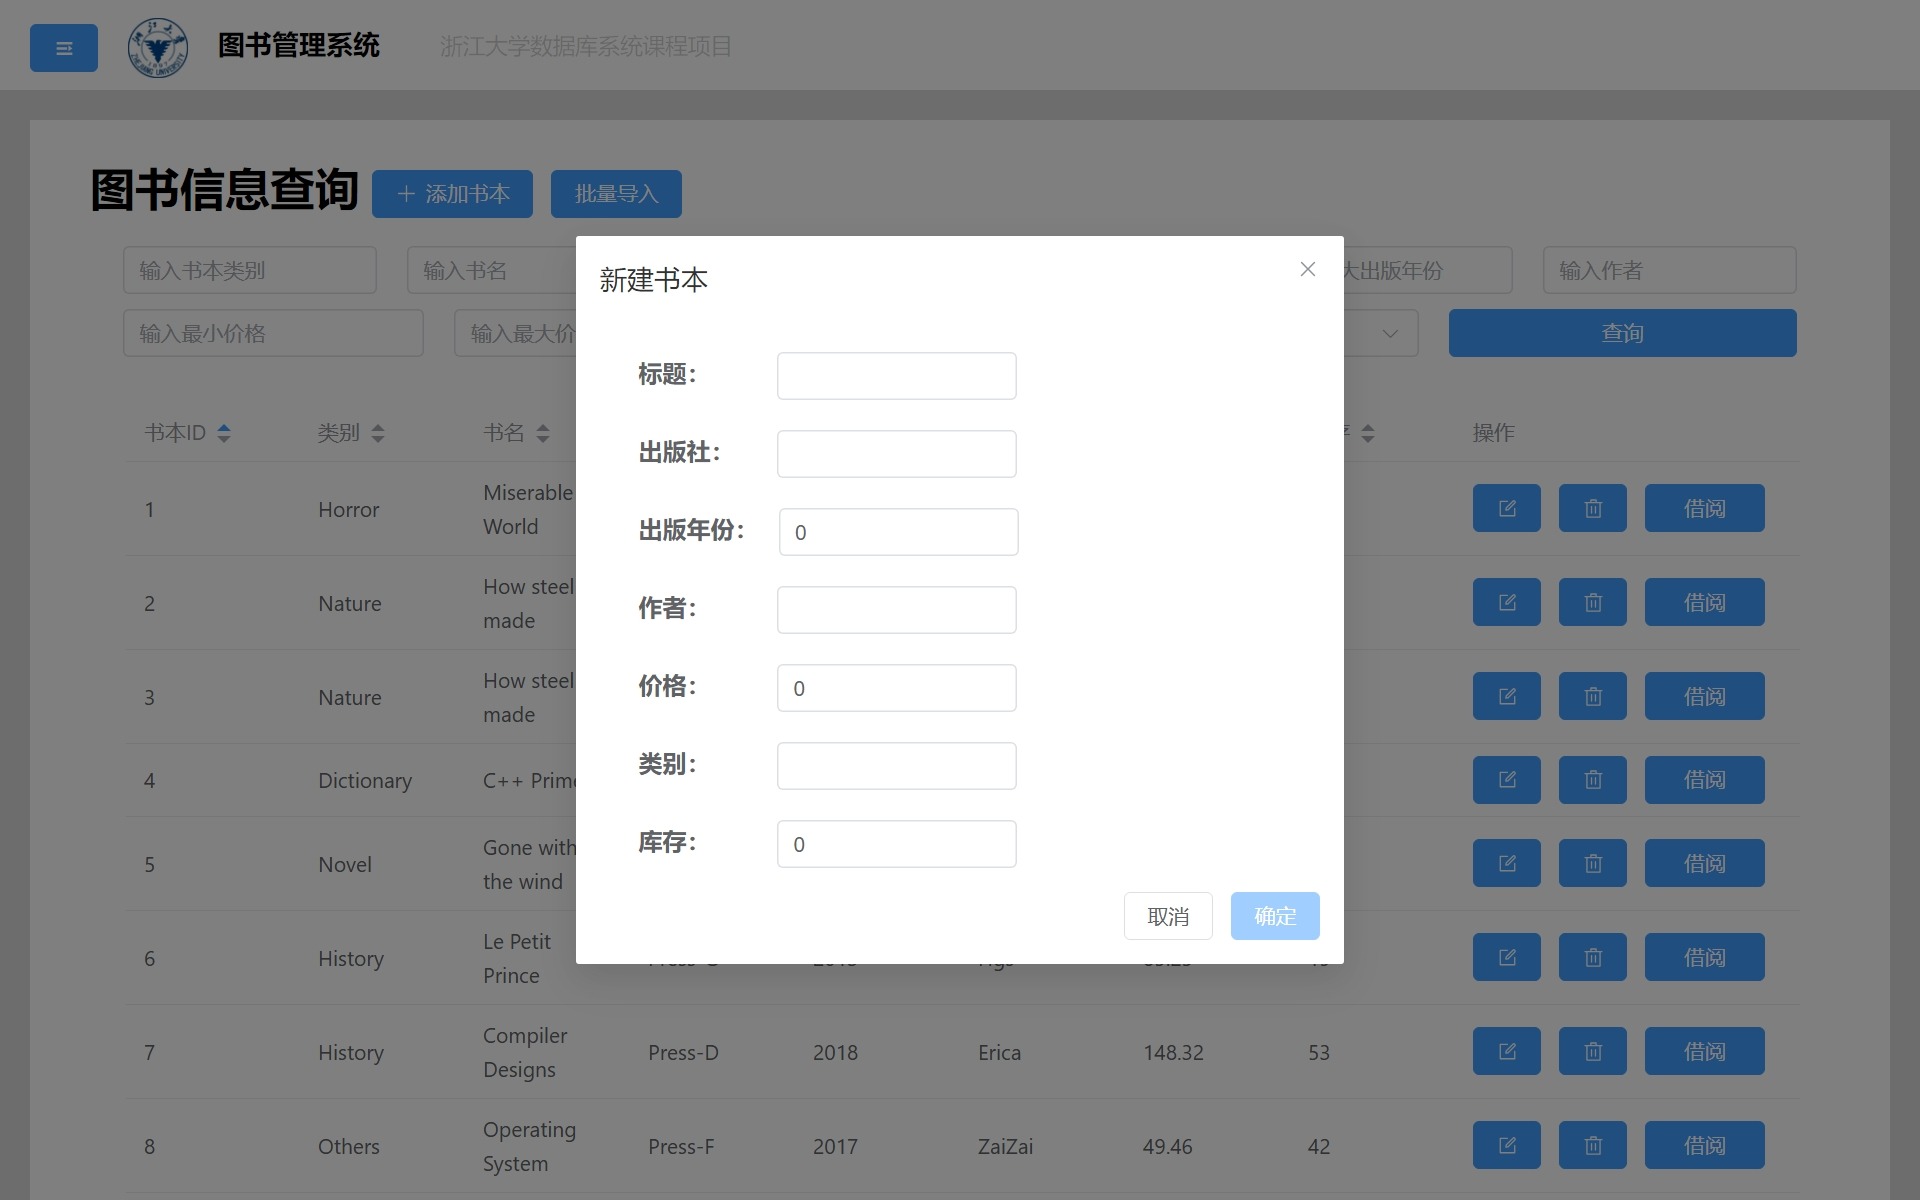 图书管理系统 浙江大学数据库系统课程项目
图书信息查询 添加书本 批量导入
输入书本类别 输入书名 大出版年份 输入作者
输入最小价格 输入最大价 查询
新建书本
标题：
出版社：
出版年份： 0
作者：
价格： 0
类别：
库存： 0
取消 确定
书本ID 类别 书名 操作
1 Horror Miserable World 借阅
2 Nature How steel made 借阅
3 Nature How steel made 借阅
4 Dictionary C++ Prime 借阅
5 Novel Gone with the wind 借阅
6 History Le Petit Prince 借阅
7 History Compiler Designs Press-D 2018 Erica 148.32 53 借阅
8 Others Operating System Press-F 2017 ZaiZai 49.46 42 借阅